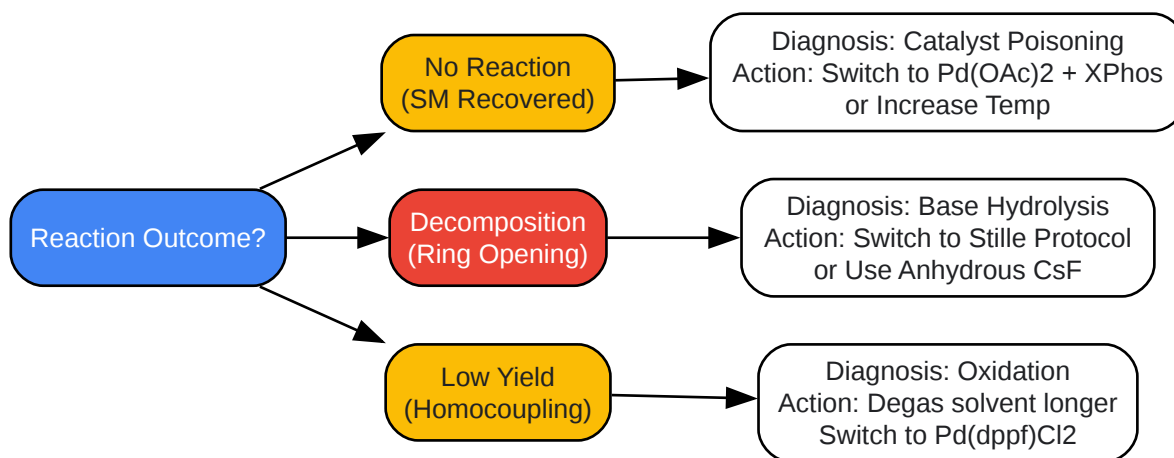 Reaction Outcome?
No Reaction
(SM Recovered)
Diagnosis: Catalyst Poisoning
Action: Switch to Pd(OAc)2 + XPhos
or Increase Temp
Decomposition
(Ring Opening)
Diagnosis: Base Hydrolysis
Action: Switch to Stille Protocol
or Use Anhydrous CsF
Low Yield
(Homocoupling)
Diagnosis: Oxidation
Action: Degas solvent longer
Switch to Pd(dppf)Cl2